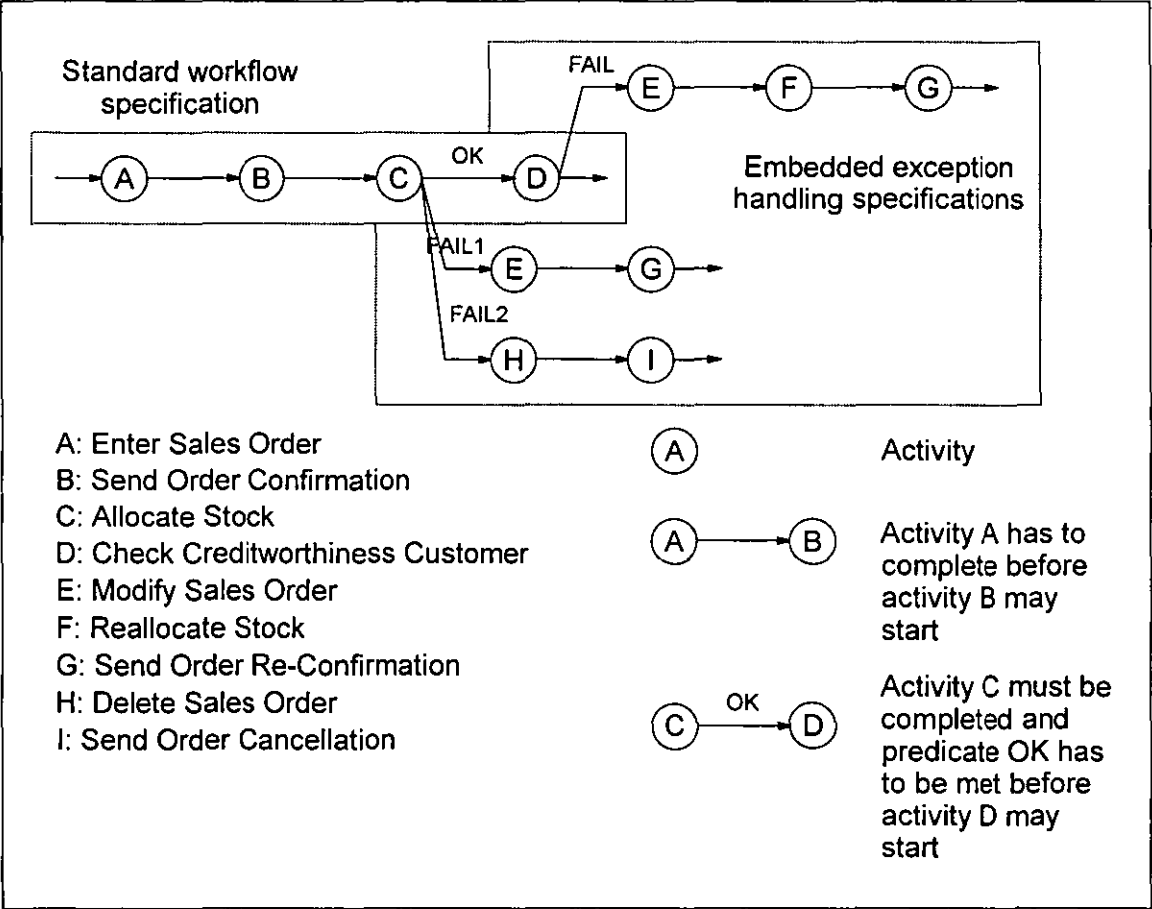 Standard workflow
specification
FAIL
E
F
G
OK
A
B
C
D
Embedded exception
handling specifications
FAIL1
E
G
FAIL2
H
I
A: Enter Sales Order
B: Send Order Confirmation
C: Allocate Stock
D: Check Creditworthiness Customer
E: Modify Sales Order
F: Reallocate Stock
G: Send Order Re-Confirmation
H: Delete Sales Order
I: Send Order Cancellation
A
Activity
A
B
Activity A has to
complete before
activity B may
start
C
OK
D
Activity C must be
completed and
predicate OK has
to be met before
activity D may
start